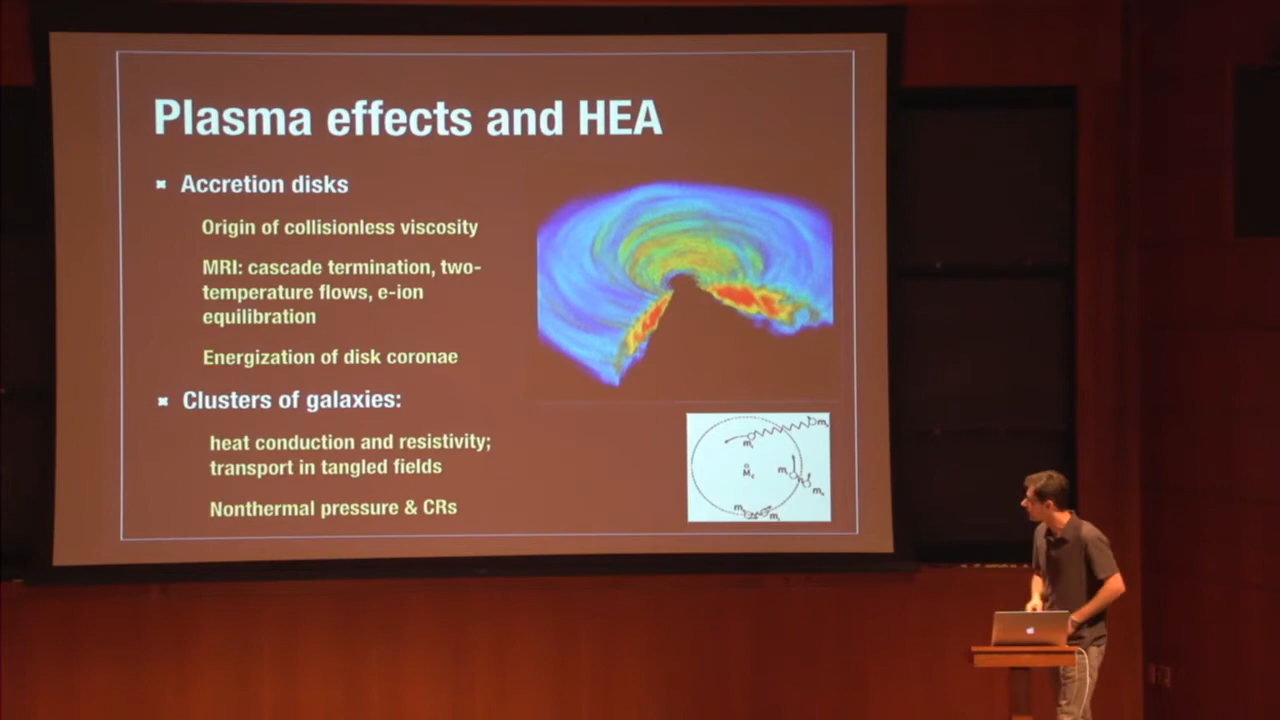 Plasma effects and HEA
Accretion disks
Origin of collisionless viscosity
MRI: cascade termination, two-
temperature flows, e-ion
equilibration
Energization of disk coronae
Clusters of galaxies:
heat conduction and resistivity;
transport in tangled fields
Nonthermal pressure & CRs